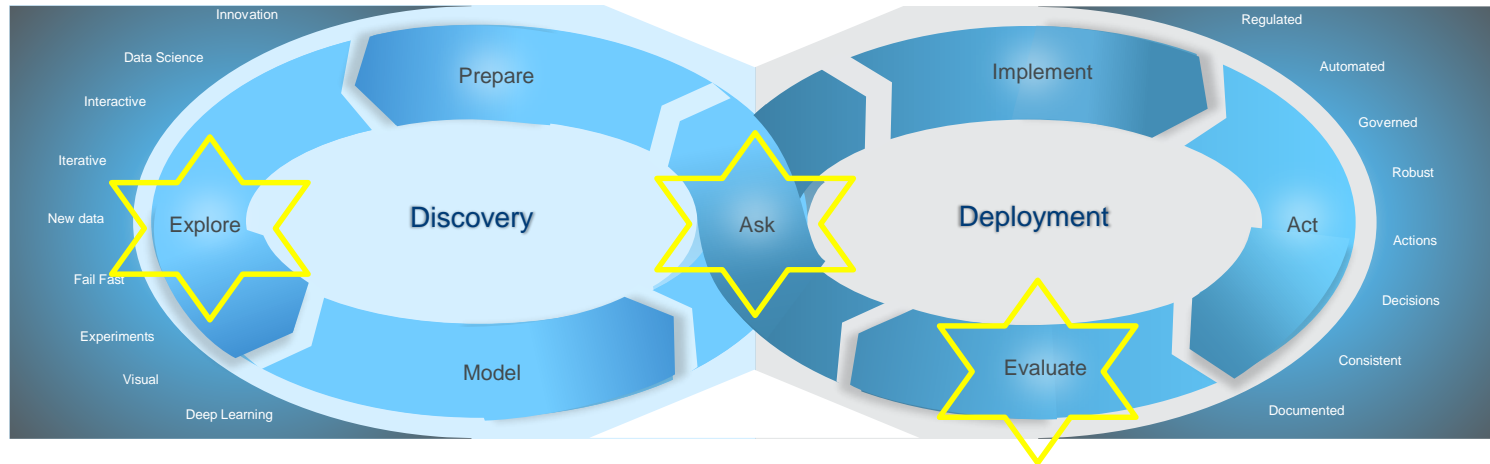 Innovation
Data Science
Interactive
Iterative
New data
Fail Fast
Experiments
Visual
Deep Learning
Prepare
Explore
Discovery
Model
Ask
Implement
Deployment
Act
Evaluate
Regulated
Automated
Governed
Robust
Actions
Decisions
Consistent
Documented